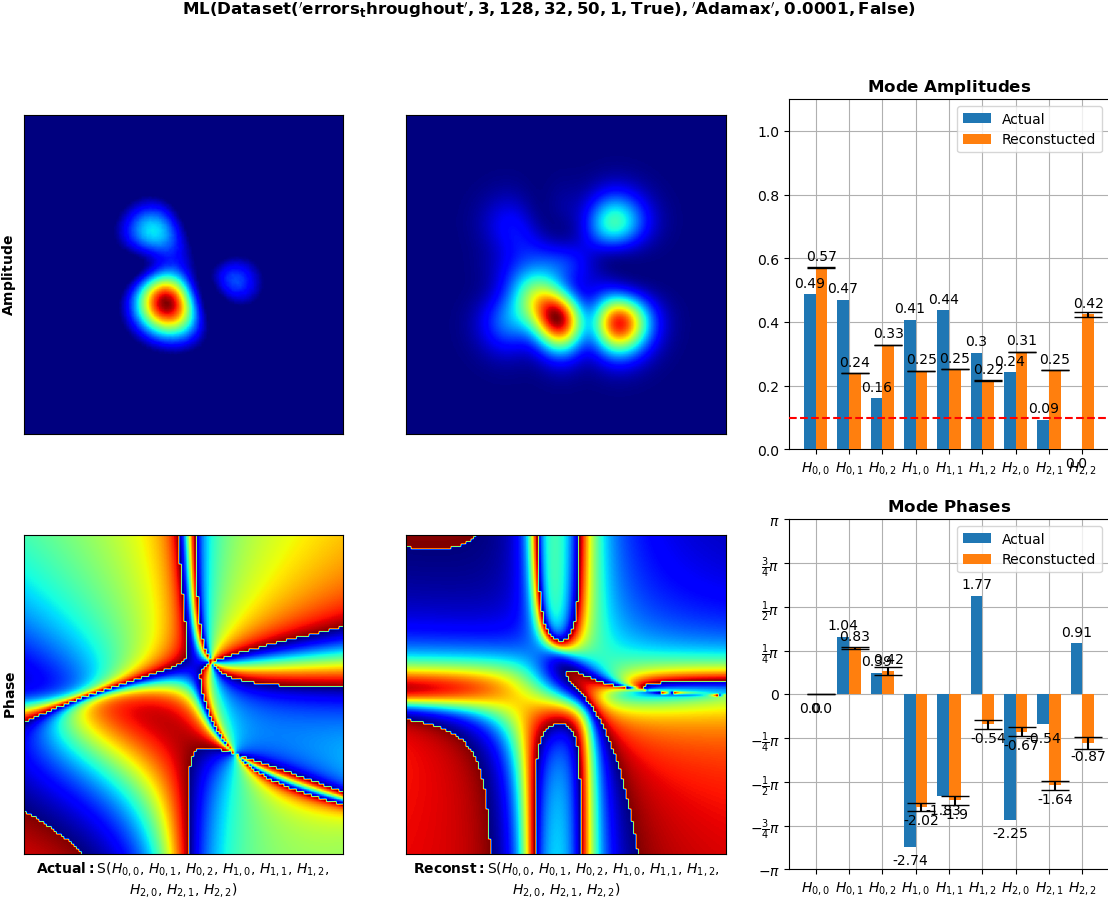 ML(Dataset('errors_throughout', 3, 128, 32, 50, 1, True), 'Adamax', 0.0001, False)
Amplitude
Mode Amplitudes
Actual
Reconstucted
1.0
0.8
0.6
0.4
0.2
0.0
0.49 0.57 0.47 0.24 0.16 0.33 0.41 0.25 0.44 0.25 0.3 0.22 0.24 0.31 0.09 0.25 0.0 0.42
H0,0 H0,1 H0,2 H1,0 H1,1 H1,2 H2,0 H2,1 H2,2
Phase
Actual: S(H0,0, H0,1, H0,2, H1,0, H1,1, H1,2,
H2,0, H2,1, H2,2)
Reconst: S(H0,0, H0,1, H0,2, H1,0, H1,1, H1,2,
H2,0, H2,1, H2,2)
Mode Phases
Actual
Reconstucted
π
3/4π
1/2π
1/4π
0
−1/4π
−1/2π
−3/4π
−π
0.0 0.0 1.04 0.83 0.39 0.42 -2.74 -2.02 -1.83 -1.9 1.77 -0.54 -2.25 -0.67 -0.54 -1.64 0.91 -0.87
H0,0 H0,1 H0,2 H1,0 H1,1 H1,2 H2,0 H2,1 H2,2